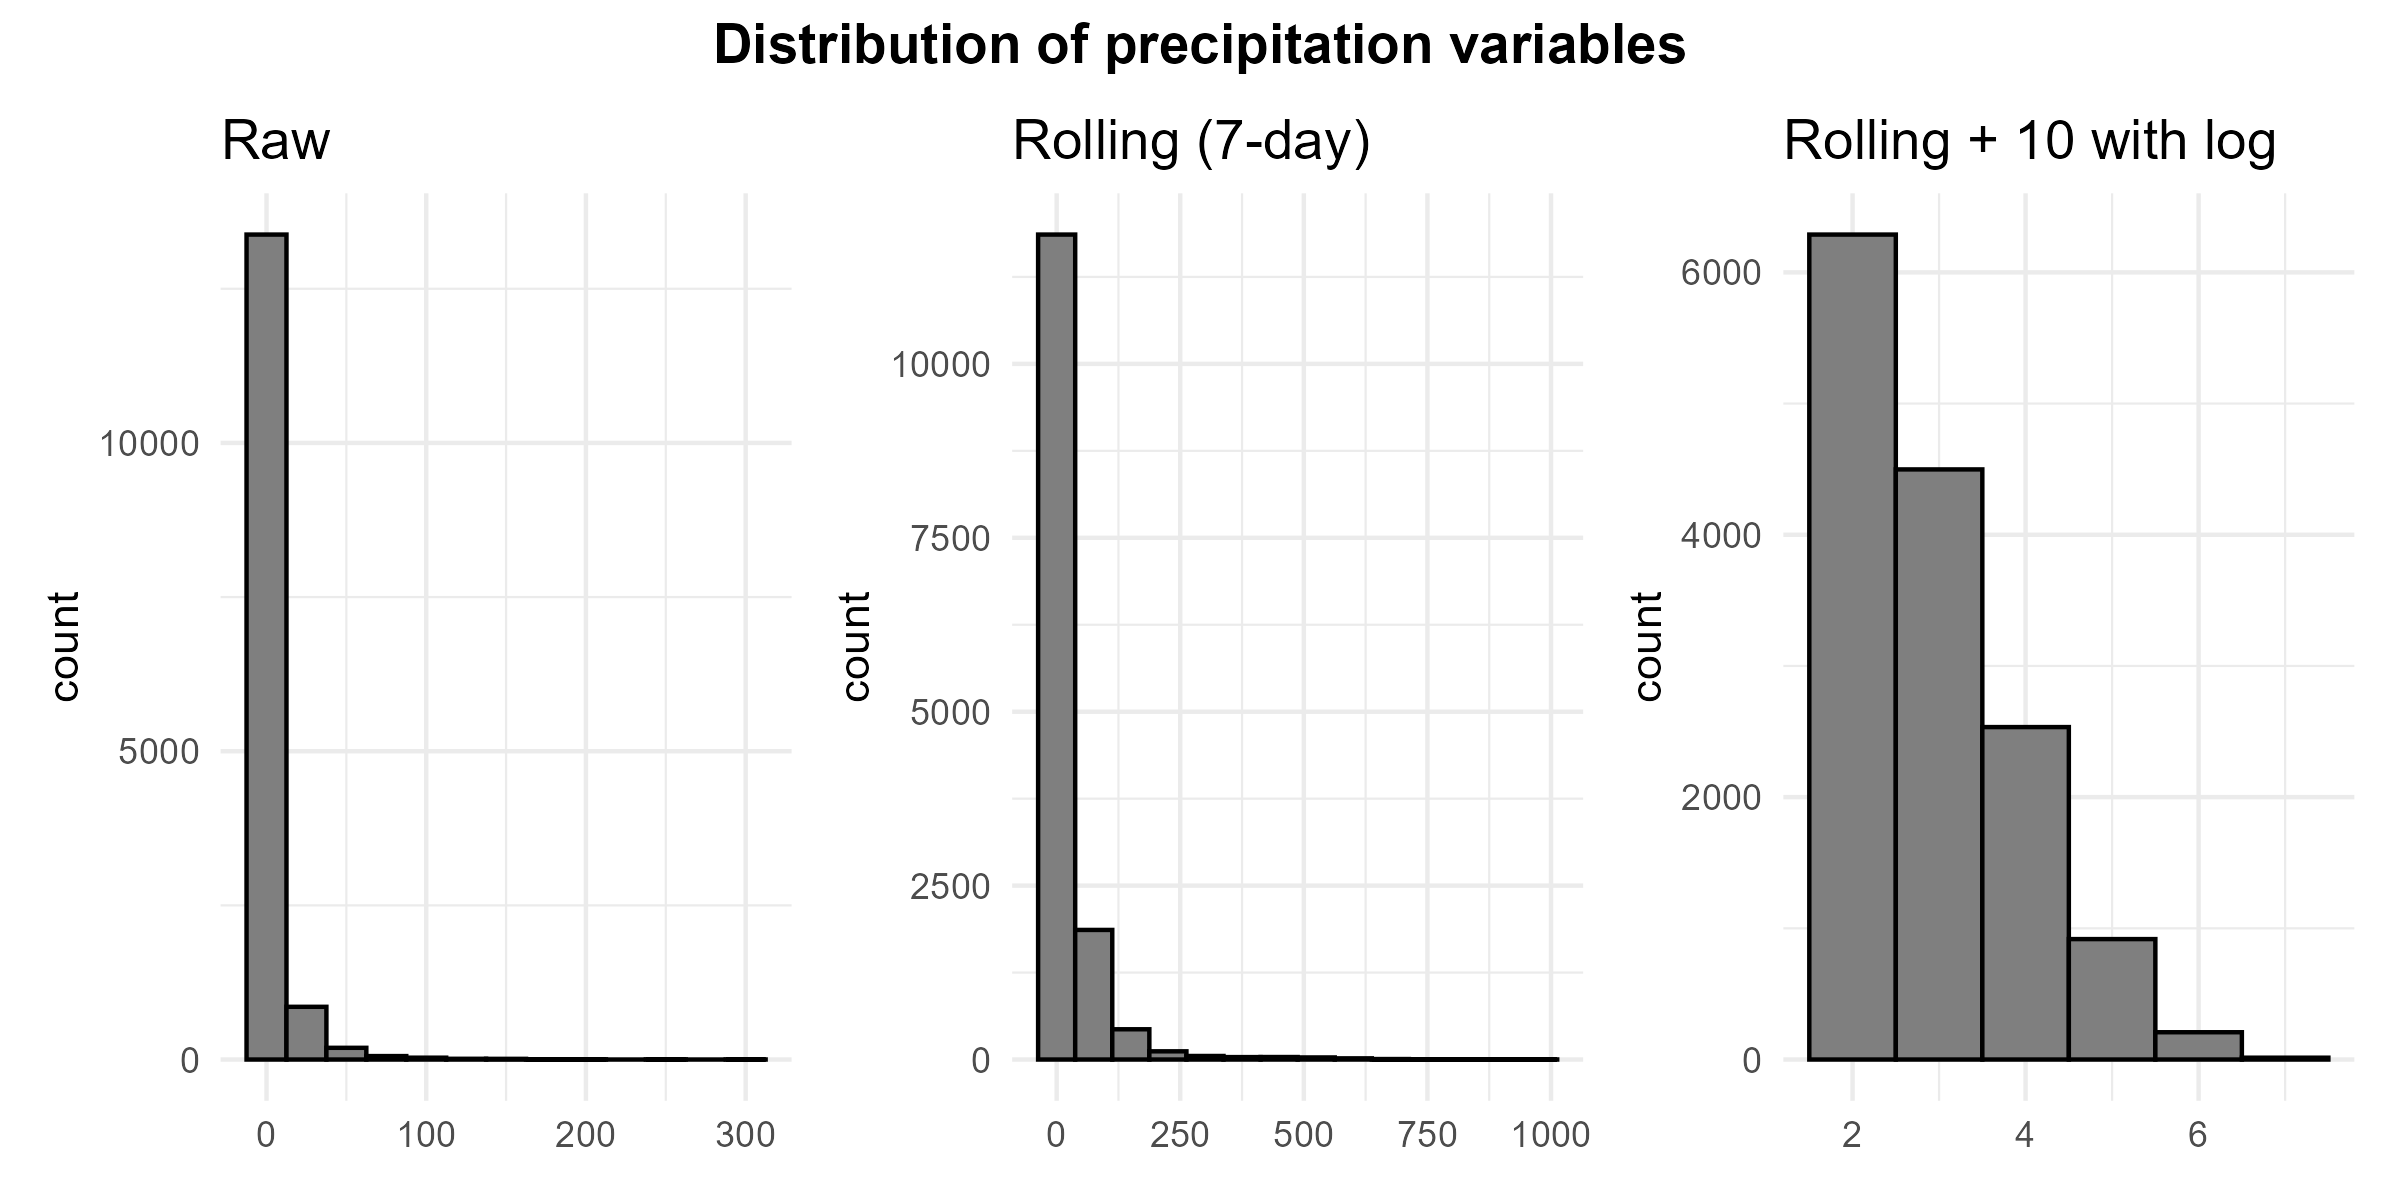 Distribution of precipitation variables
Raw
count
10000
5000
0
0 100 200 300
Rolling (7-day)
count
10000
7500
5000
2500
0
0 250 500 750 1000
Rolling + 10 with log
count
6000
4000
2000
0
2 4 6